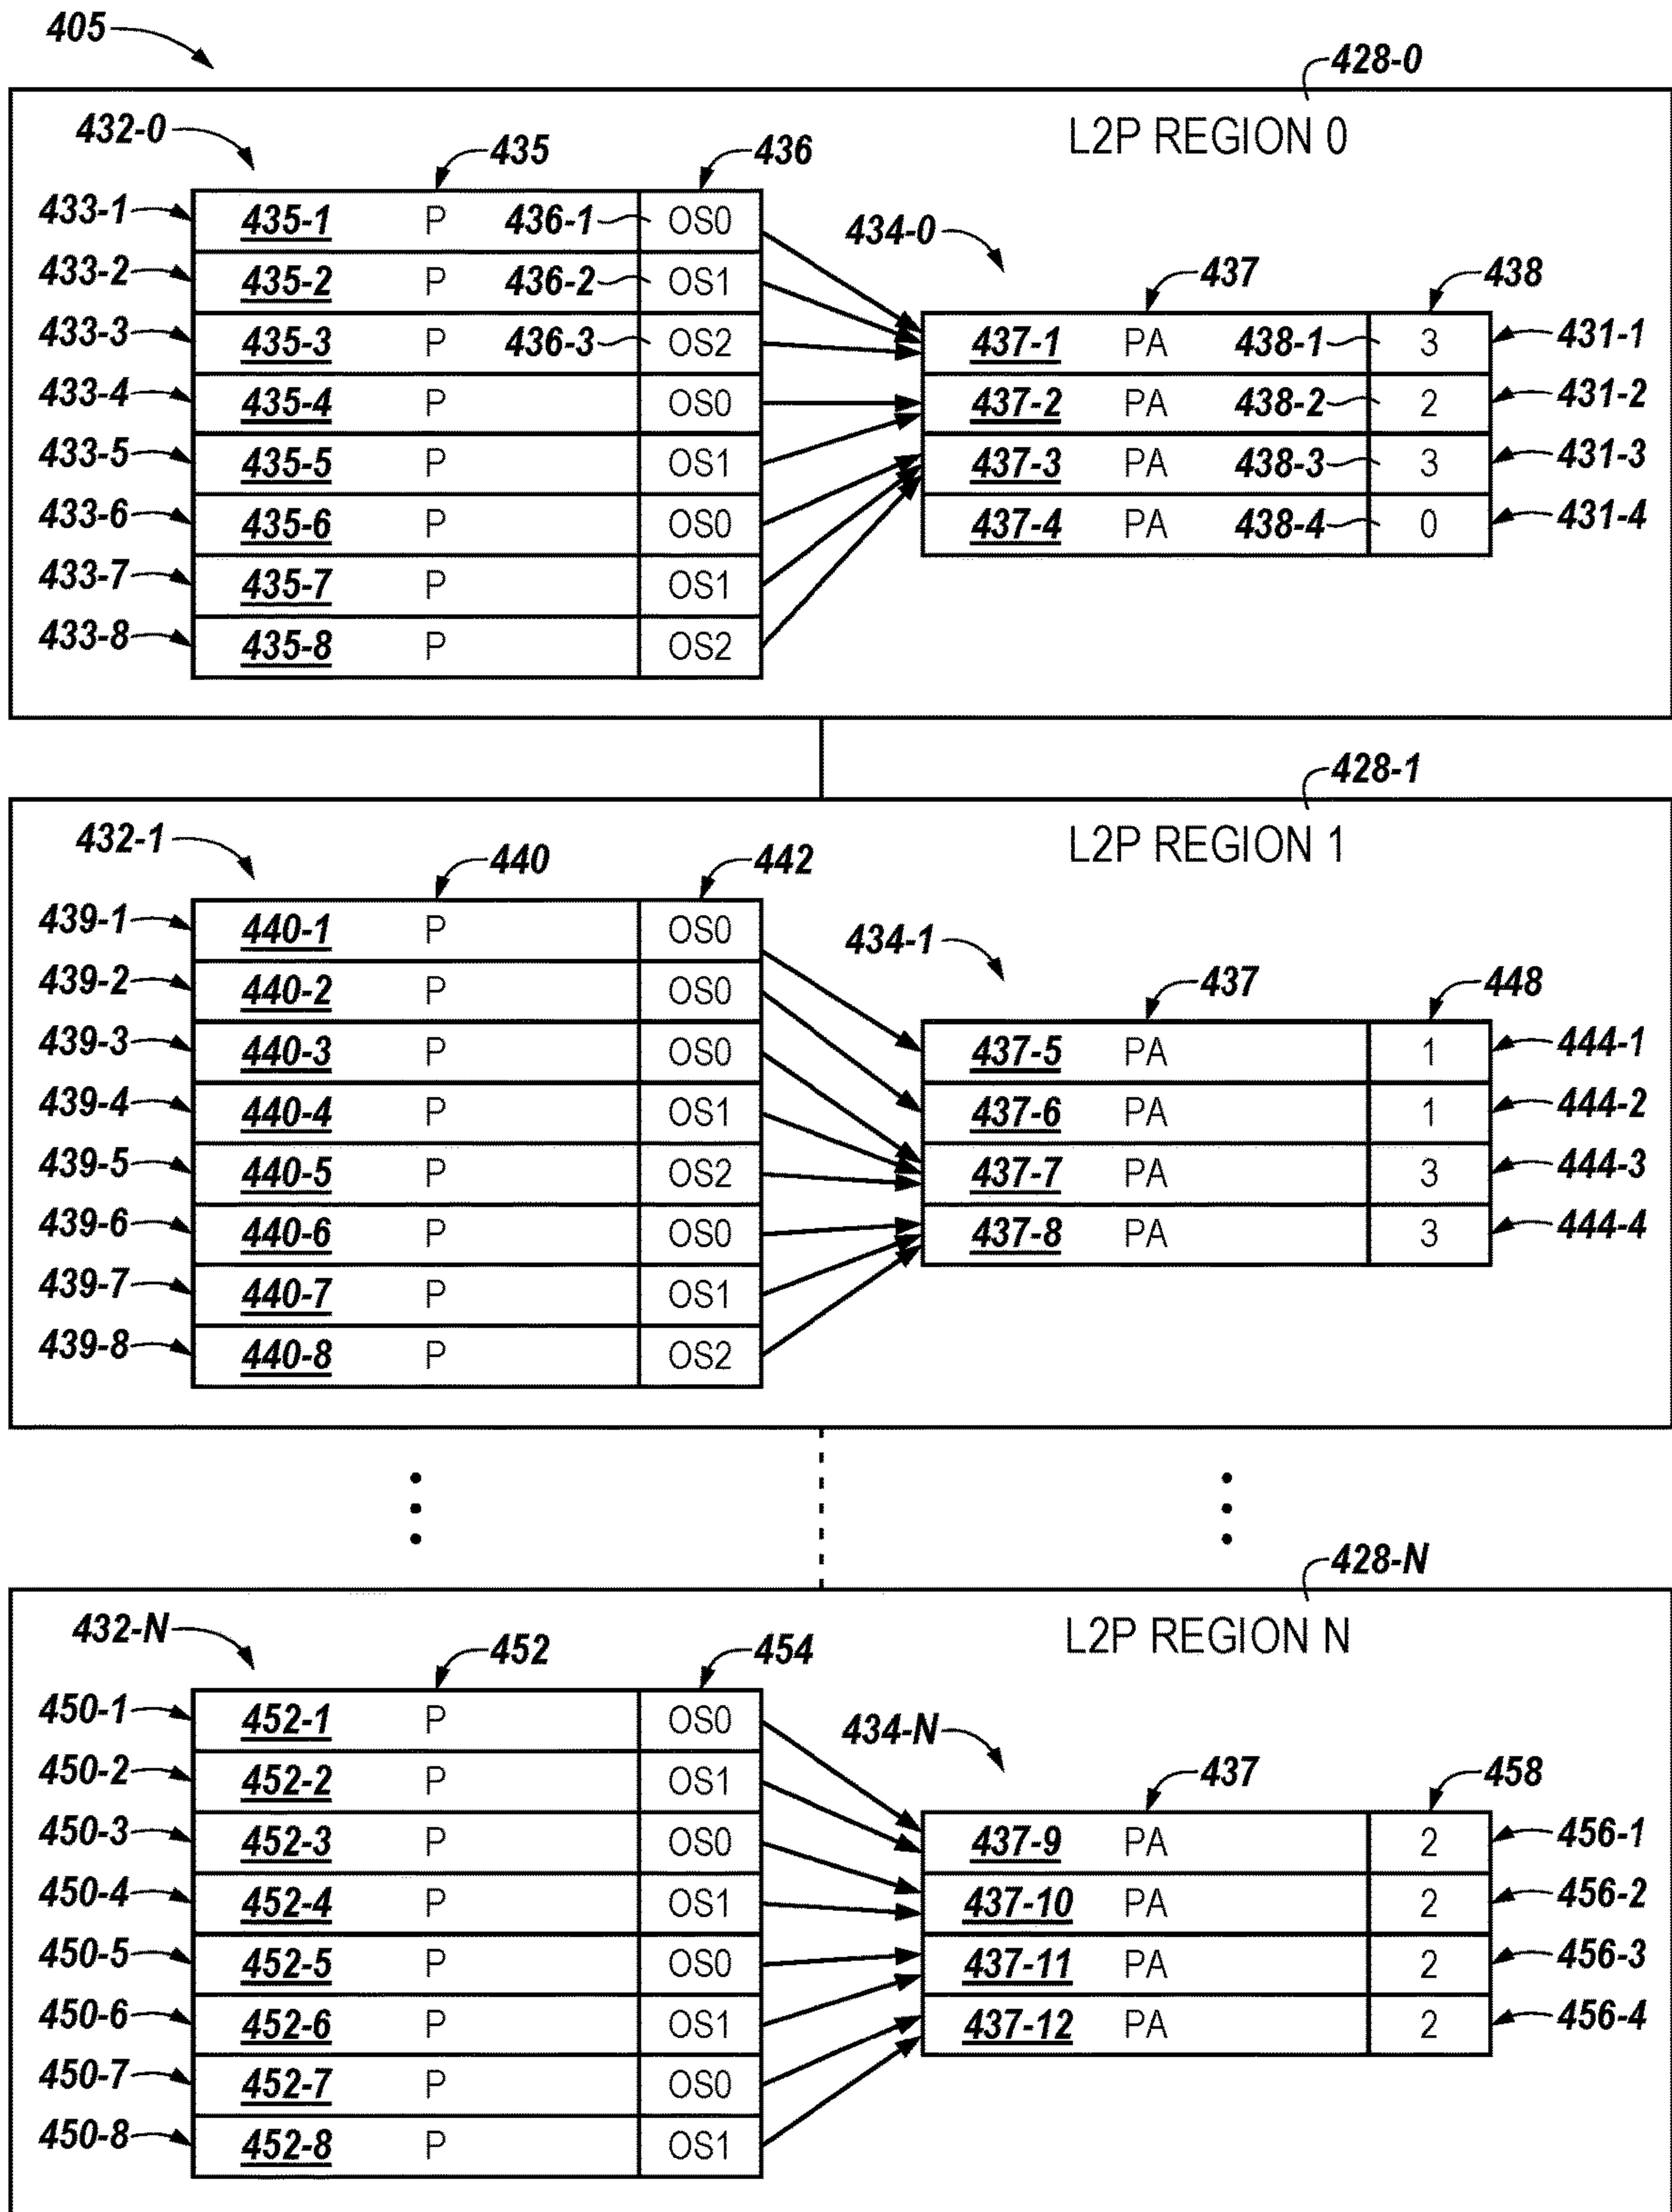 405
428-0
432-0 435 436 L2P REGION 0
433-1 435-1 P 436-1 OS0
434-0
433-2 435-2 P 436-2 OS1 437 438
433-3 435-3 P 436-3 OS2 437-1 PA 438-1 3 431-1
433-4 435-4 P OS0 437-2 PA 438-2 2 431-2
433-5 435-5 P OS1 437-3 PA 438-3 3 431-3
433-6 435-6 P OS0 437-4 PA 438-4 0 431-4
433-7 435-7 P OS1
433-8 435-8 P OS2
428-1
432-1 440 442 L2P REGION 1
439-1 440-1 P OS0 434-1
439-2 440-2 P OS0 437 448
439-3 440-3 P OS0 437-5 PA 1 444-1
439-4 440-4 P OS1 437-6 PA 1 444-2
439-5 440-5 P OS2 437-7 PA 3 444-3
439-6 440-6 P OS0 437-8 PA 3 444-4
439-7 440-7 P OS1
439-8 440-8 P OS2
428-N
432-N 452 454 L2P REGION N
450-1 452-1 P OS0 434-N
450-2 452-2 P OS1 437 458
450-3 452-3 P OS0 437-9 PA 2 456-1
450-4 452-4 P OS1 437-10 PA 2 456-2
450-5 452-5 P OS0 437-11 PA 2 456-3
450-6 452-6 P OS1 437-12 PA 2 456-4
450-7 452-7 P OS0
450-8 452-8 P OS1